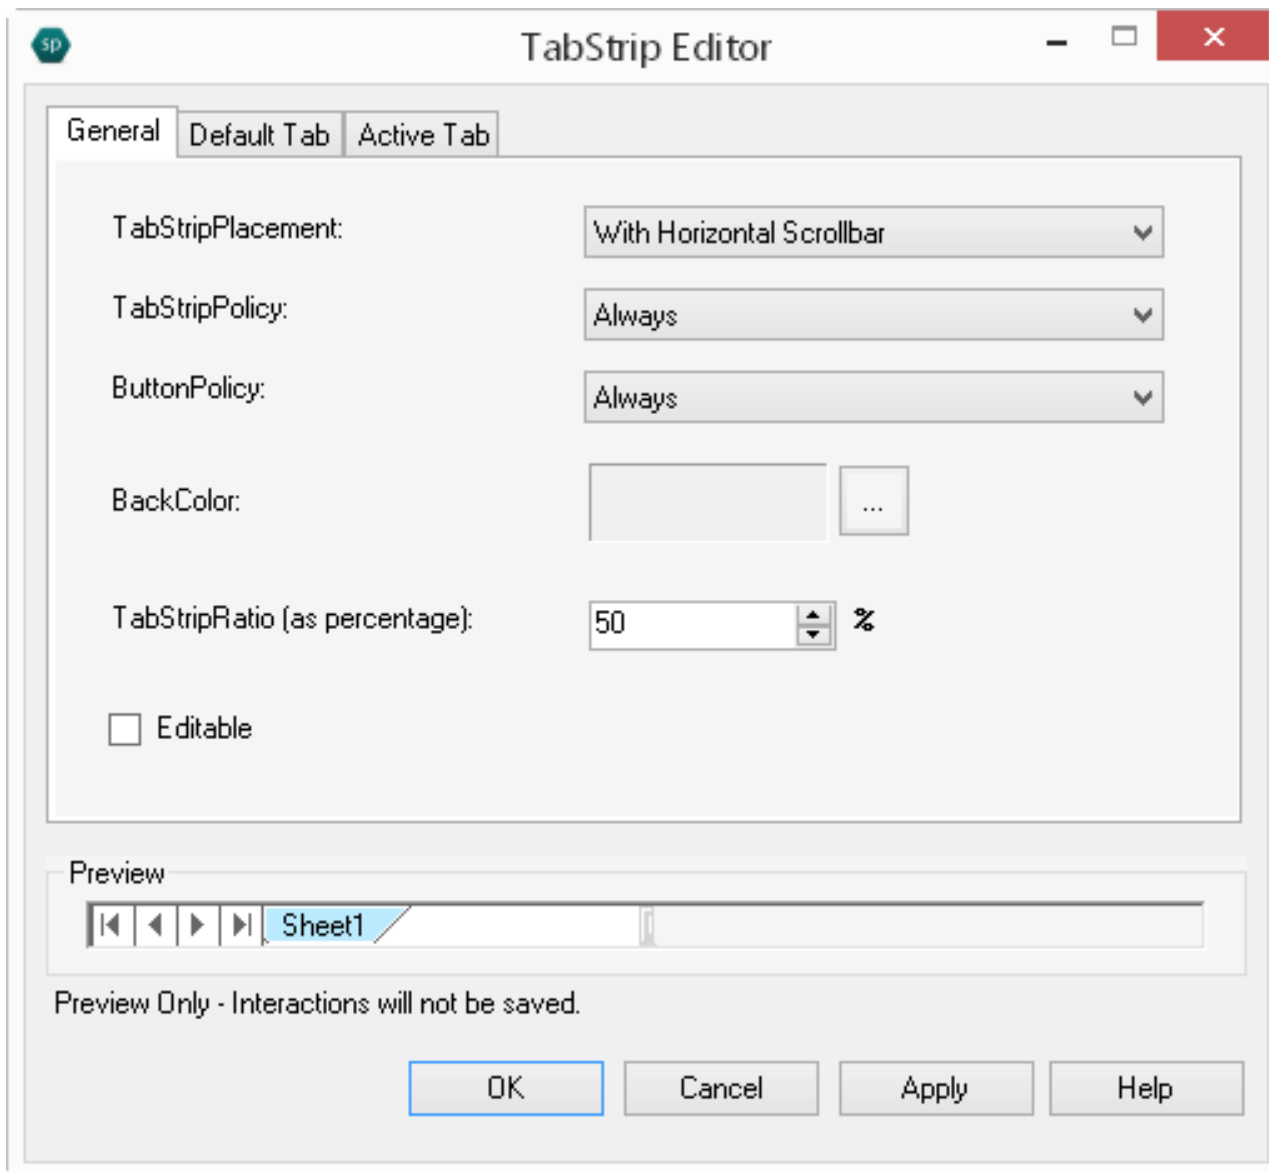 sp
TabStrip Editor
General Default Tab Active Tab
TabStripPlacement: With Horizontal Scrollbar
TabStripPolicy: Always
ButtonPolicy: Always
BackColor: ...
TabStripRatio (as percentage): 50 %
Editable
Preview
Sheet1
Preview Only - Interactions will not be saved.
OK Cancel Apply Help